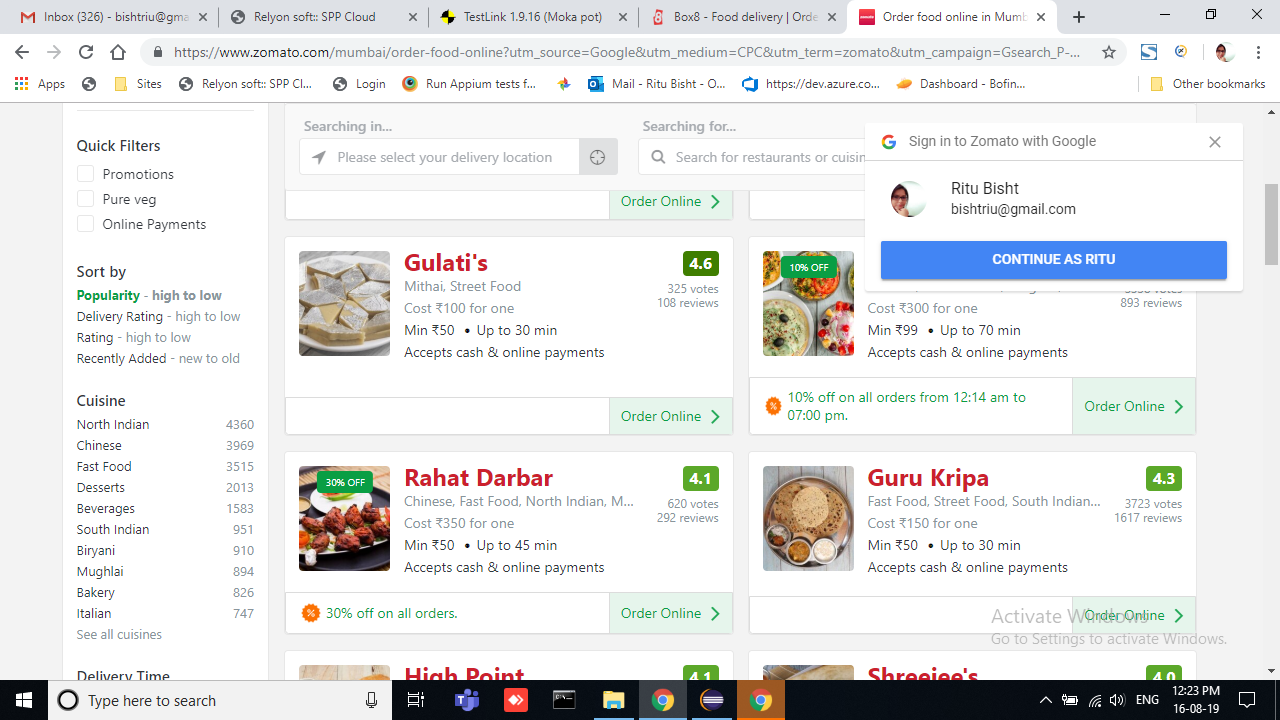 Inbox (326) - bishtriu@gma
Relyon soft:: SPP Cloud
TestLink 1.9.16 (Moka pot)
Box8 - Food delivery | Orde
Order food online in Mumb
https://www.zomato.com/mumbai/order-food-online?utm_source=Google&utm_medium=CPC&utm_term=zomato&utm_campaign=Gsearch_P-...
Apps
Sites
Relyon soft:: SPP Cl...
Login
Run Appium tests f...
Mail - Ritu Bisht - O...
https://dev.azure.co...
Dashboard - Bofin...
Other bookmarks
Quick Filters
Promotions
Pure veg
Online Payments
Sort by
Popularity - high to low
Delivery Rating - high to low
Rating - high to low
Recently Added - new to old
Cuisine
North Indian 4360
Chinese 3969
Fast Food 3515
Desserts 2013
Beverages 1583
South Indian 951
Biryani 910
Mughlai 894
Bakery 826
Italian 747
See all cuisines
Delivery Time
Searching in...
Please select your delivery location
Searching for...
Search for restaurants or cuisin
Sign in to Zomato with Google
Ritu Bisht
bishtriu@gmail.com
CONTINUE AS RITU
Order Online
Gulati's
4.6
Mithai, Street Food
325 votes
108 reviews
Cost ₹100 for one
Min ₹50 • Up to 30 min
Accepts cash & online payments
Order Online
10% OFF
893 reviews
Cost ₹300 for one
Min ₹99 • Up to 70 min
Accepts cash & online payments
10% off on all orders from 12:14 am to
07:00 pm.
Order Online
30% OFF
Rahat Darbar
4.1
Chinese, Fast Food, North Indian, M...
620 votes
292 reviews
Cost ₹350 for one
Min ₹50 • Up to 45 min
Accepts cash & online payments
30% off on all orders.
Order Online
Guru Kripa
4.3
Fast Food, Street Food, South Indian...
3723 votes
1617 reviews
Cost ₹150 for one
Min ₹50 • Up to 30 min
Accepts cash & online payments
Order Online
High Point
4.1
Shreejee's
4.0
Activate Windows
Go to Settings to activate Windows.
Type here to search
ENG
12:23 PM
16-08-19